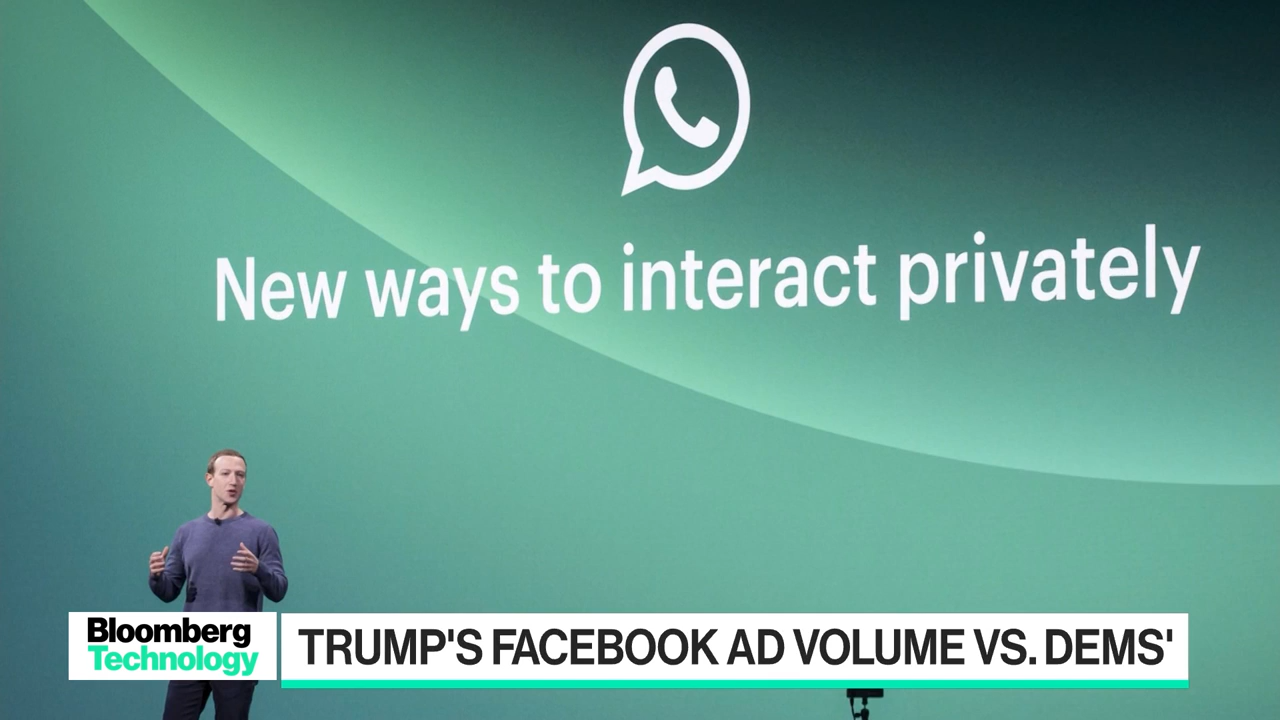 New ways to interact privately
Bloomberg
Technology
TRUMP'S FACEBOOK AD VOLUME VS. DEMS'